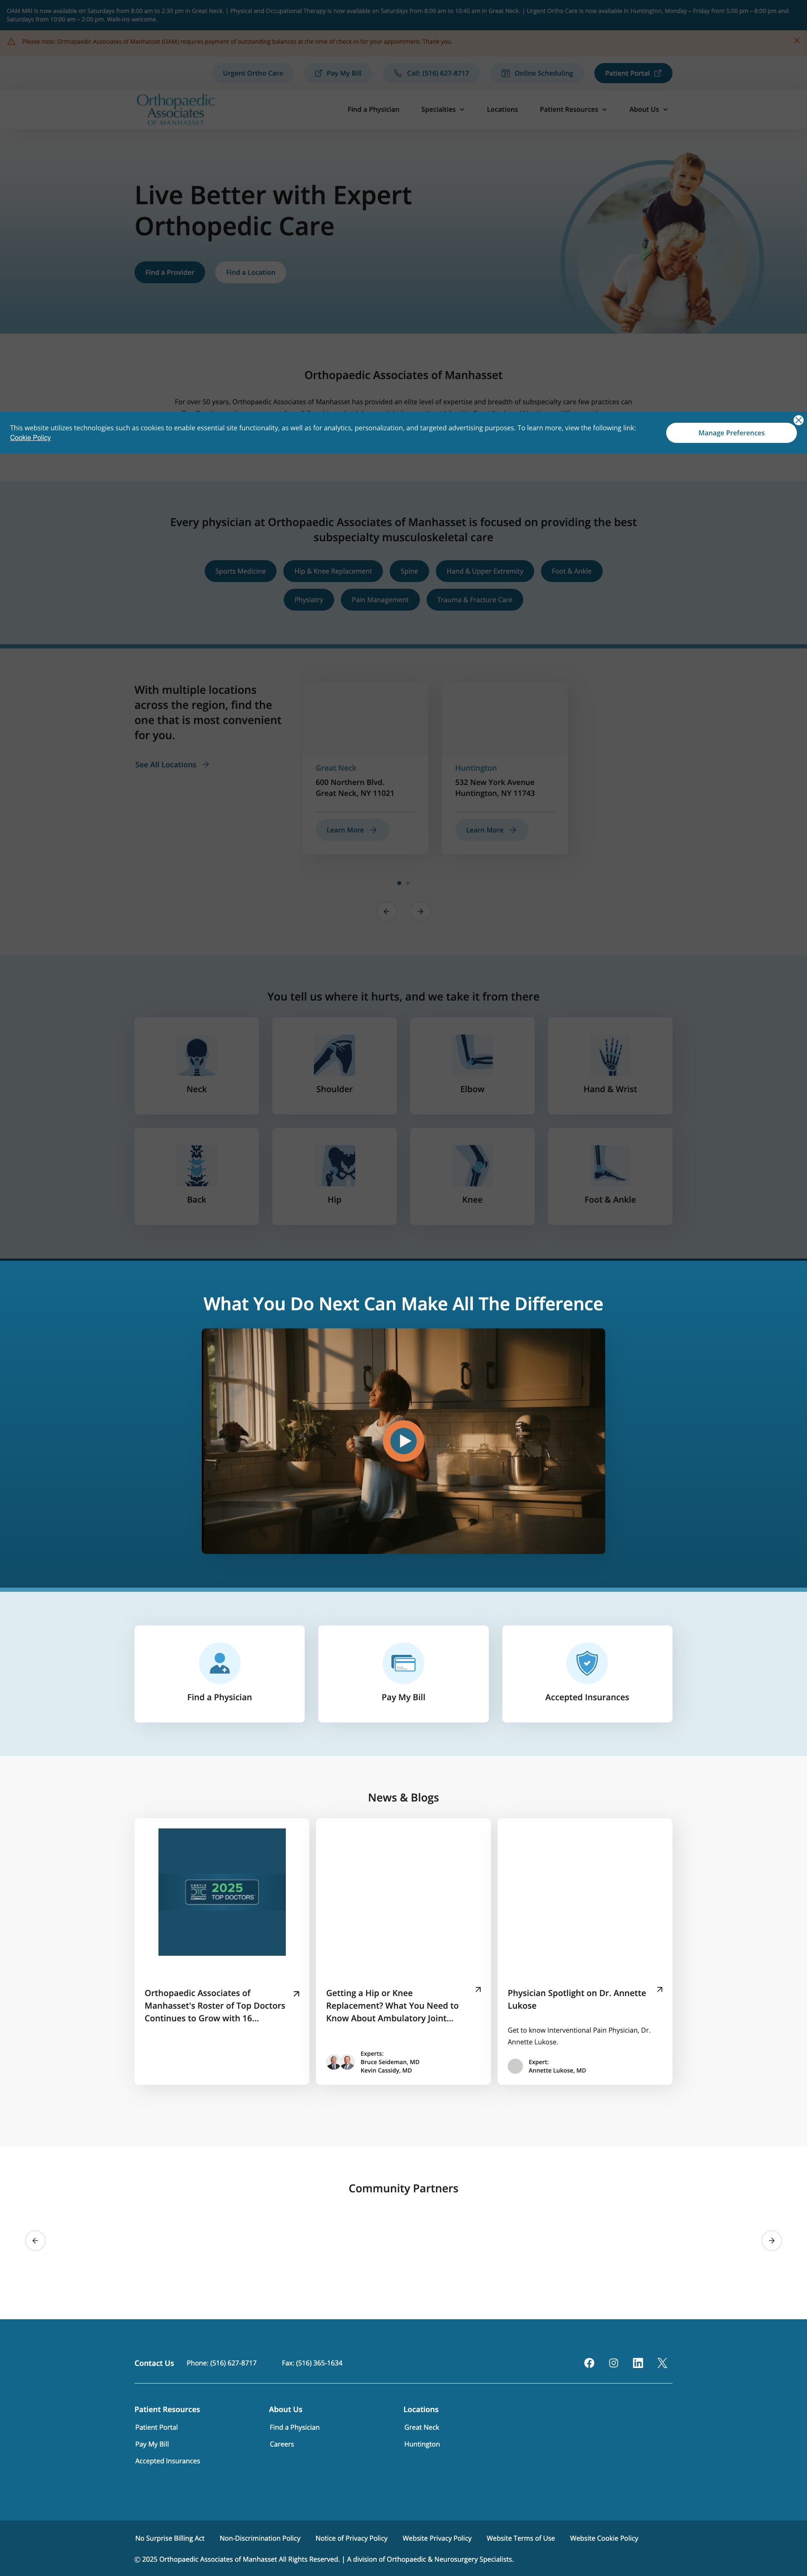 OAM MRI is now available on Saturdays from 8:00 am to 2:30 pm in Great Neck. | Physical and Occupational Therapy is now available on Saturdays from 8:00 am to 10:45 am in Great Neck. | Urgent Ortho Care is now available in Huntington, Monday – Friday from 5:00 pm – 8:00 pm and
Saturdays from 10:00 am – 2:00 pm. Walk-ins welcome.
Please note: Orthopaedic Associates of Manhasset (OAM) requires payment of outstanding balances at the time of check-in for your appointment. Thank you.
Urgent Ortho Care
Pay My Bill
Call: (516) 627-8717
Online Scheduling
Patient Portal
Orthopaedic
Associates
OF MANHASSET
Find a Physician
Specialties
Locations
Patient Resources
About Us
Live Better with Expert
Orthopedic Care
Find a Provider
Find a Location
Orthopaedic Associates of Manhasset
For over 50 years, Orthopaedic Associates of Manhasset has provided an elite level of expertise and breadth of subspecialty care few practices can
This website utilizes technologies such as cookies to enable essential site functionality, as well as for analytics, personalization, and targeted advertising purposes. To learn more, view the following link:
Cookie Policy
Manage Preferences
Every physician at Orthopaedic Associates of Manhasset is focused on providing the best
subspecialty musculoskeletal care
Sports Medicine
Hip & Knee Replacement
Spine
Hand & Upper Extremity
Foot & Ankle
Physiatry
Pain Management
Trauma & Fracture Care
With multiple locations
across the region, find the
one that is most convenient
for you.
See All Locations
Great Neck
600 Northern Blvd.
Great Neck, NY 11021
Learn More
Huntington
532 New York Avenue
Huntington, NY 11743
Learn More
You tell us where it hurts, and we take it from there
Neck
Shoulder
Elbow
Hand & Wrist
Back
Hip
Knee
Foot & Ankle
What You Do Next Can Make All The Difference
Find a Physician
Pay My Bill
Accepted Insurances
News & Blogs
2025
TOP DOCTORS
Orthopaedic Associates of
Manhasset's Roster of Top Doctors
Continues to Grow with 16...
Getting a Hip or Knee
Replacement? What You Need to
Know About Ambulatory Joint...
Experts:
Bruce Seideman, MD
Kevin Cassidy, MD
Physician Spotlight on Dr. Annette
Lukose
Get to know Interventional Pain Physician, Dr.
Annette Lukose.
Expert:
Annette Lukose, MD
Community Partners
Contact Us
Phone: (516) 627-8717
Fax: (516) 365-1634
Patient Resources
Patient Portal
Pay My Bill
Accepted Insurances
About Us
Find a Physician
Careers
Locations
Great Neck
Huntington
No Surprise Billing Act
Non-Discrimination Policy
Notice of Privacy Policy
Website Privacy Policy
Website Terms of Use
Website Cookie Policy
© 2025 Orthopaedic Associates of Manhasset All Rights Reserved. | A division of Orthopaedic & Neurosurgery Specialists.